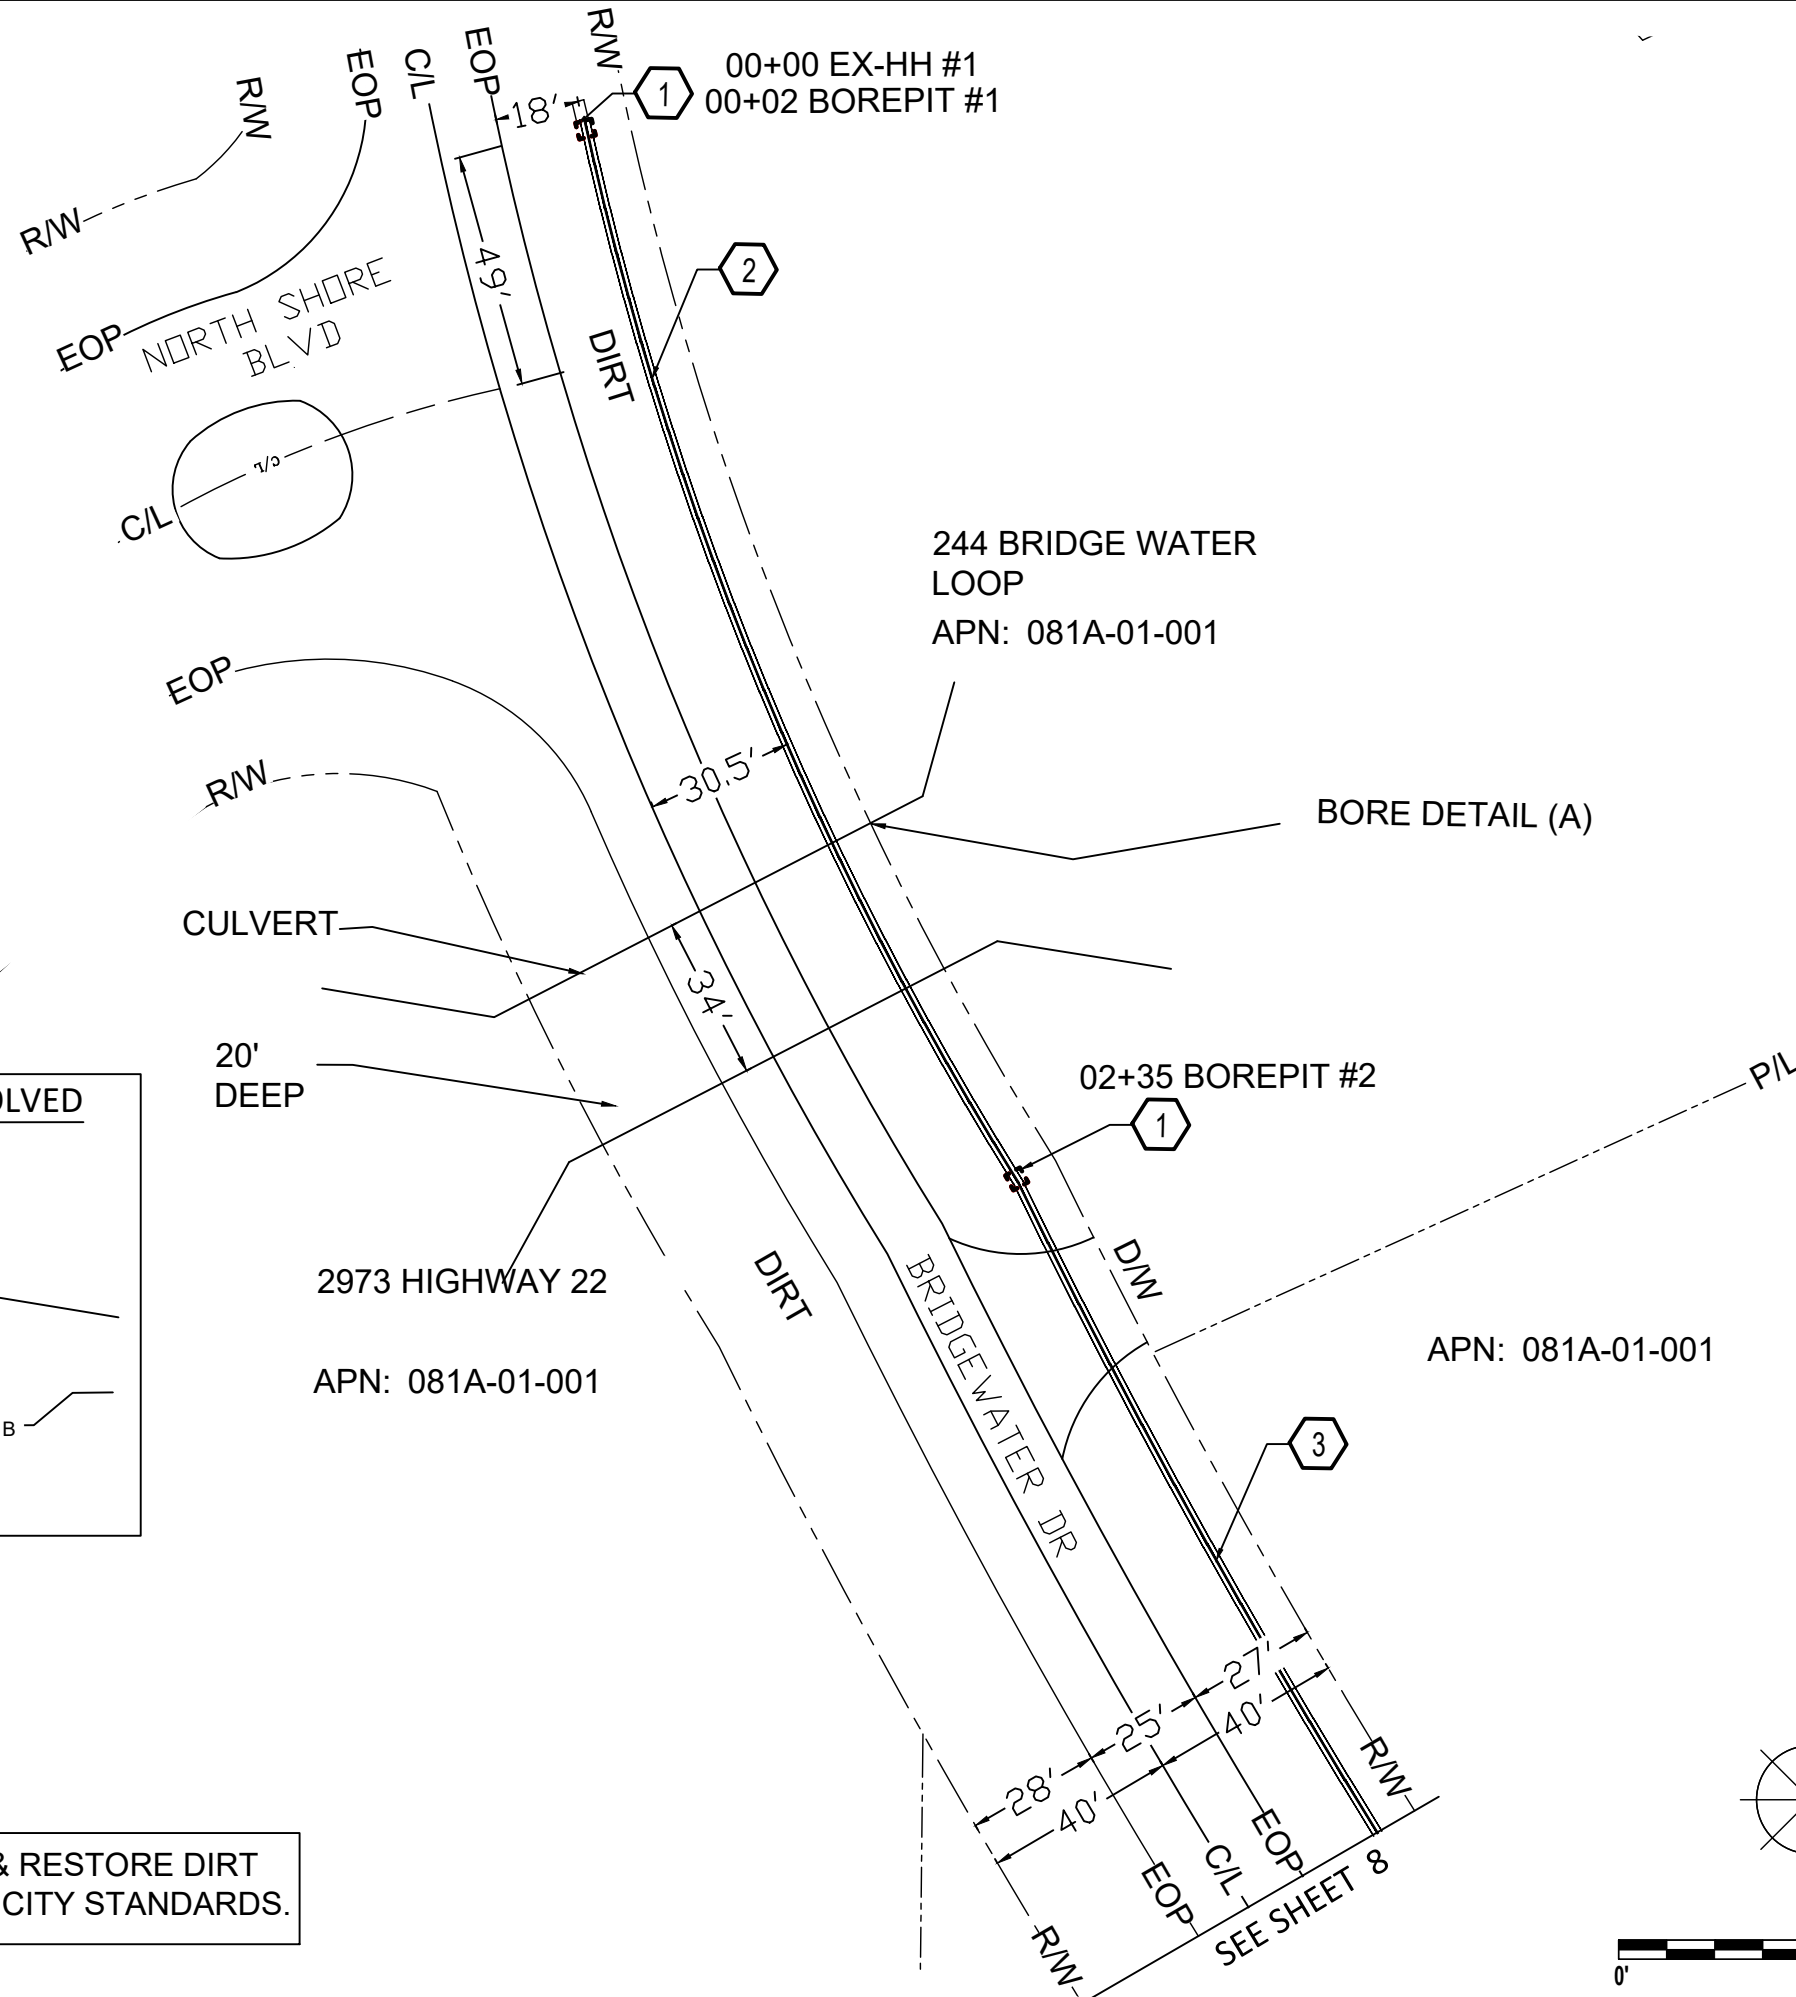 R/W
EOP
C/L
EOP
R/W
00+00 EX-HH #1
1
00+02 BOREPIT #1
18'
R/W
49'
2
EOP
NORTH SHORE
BLVD
DIRT
C/L
244 BRIDGE WATER
LOOP
APN: 081A-01-001
EOP
R/W
30.5'
BORE DETAIL (A)
CULVERT
34'
20'
DEEP
02+35 BOREPIT #2
1
P/L
OLVED
2973 HIGHWAY 22
DIRT
D/W
BRIDGEWATER DR
APN: 081A-01-001
APN: 081A-01-001
B
3
27'
25'
40'
28'
40'
R/W
EOP
C/L
EOP
R/W
SEE SHEET 8
& RESTORE DIRT
CITY STANDARDS.
0'